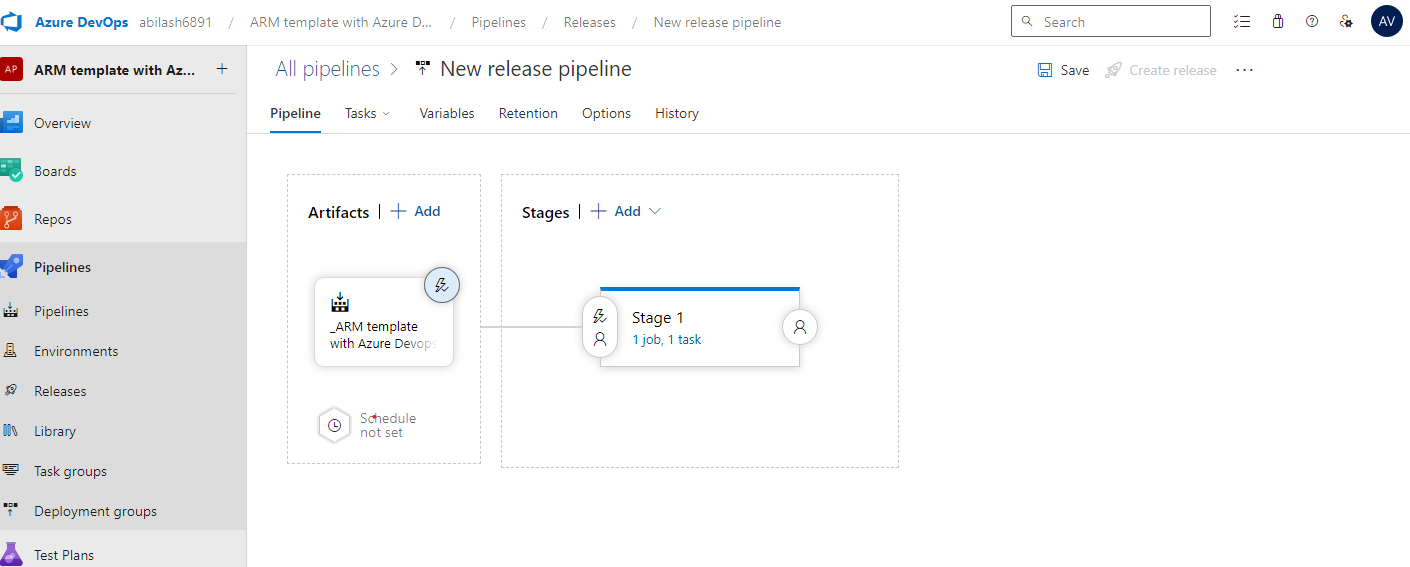 Azure DevOps abilash6891 / ARM template with Azure D... / Pipelines / Releases / New release pipeline Search AV
AP ARM template with Az... +
All pipelines > New release pipeline Save Create release ...
Pipeline Tasks Variables Retention Options History
Overview
Boards
Repos
Pipelines
Pipelines
Environments
Releases
Library
Task groups
Deployment groups
Test Plans
Artifacts | + Add
_ARM template
with Azure Devops
Schedule
not set
Stages | + Add
Stage 1
1 job, 1 task